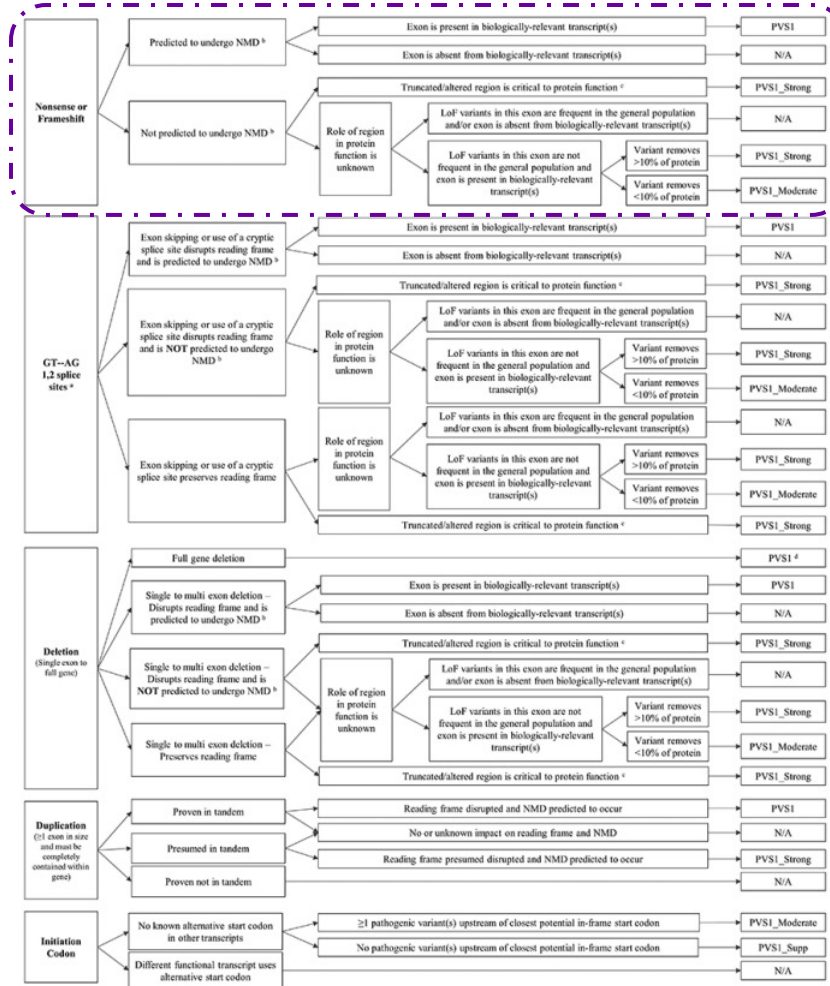 Nonsense or
Frameshift
Predicted to undergo NMD b
Exon is present in biologically-relevant transcript(s)
PVS1
Exon is absent from biologically-relevant transcript(s)
N/A
Not predicted to undergo NMD b
Truncated/altered region is critical to protein function c
PVS1_Strong
Role of region
in protein
function is
unknown
LoF variants in this exon are frequent in the general population
and/or exon is absent from biologically-relevant transcript(s)
N/A
LoF variants in this exon are not
frequent in the general population and
exon is present in biologically-relevant
transcript(s)
Variant removes
>10% of protein
PVS1_Strong
Variant removes
<10% of protein
PVS1_Moderate
GT--AG
1,2 splice
sites a
Exon skipping or use of a cryptic
splice site disrupts reading frame
and is predicted to undergo NMD b
Exon is present in biologically-relevant transcript(s)
PVS1
Exon is absent from biologically-relevant transcript(s)
N/A
Exon skipping or use of a cryptic
splice site disrupts reading frame
and is NOT predicted to undergo
NMD b
Truncated/altered region is critical to protein function c
PVS1_Strong
Role of region
in protein
function is
unknown
LoF variants in this exon are frequent in the general population
and/or exon is absent from biologically-relevant transcript(s)
N/A
LoF variants in this exon are not
frequent in the general population and
exon is present in biologically-relevant
transcript(s)
Variant removes
>10% of protein
PVS1_Strong
Variant removes
<10% of protein
PVS1_Moderate
Exon skipping or use of a cryptic
splice site preserves reading frame
Role of region
in protein
function is
unknown
LoF variants in this exon are frequent in the general population
and/or exon is absent from biologically-relevant transcript(s)
N/A
LoF variants in this exon are not
frequent in the general population and
exon is present in biologically-relevant
transcript(s)
Variant removes
>10% of protein
PVS1_Strong
Variant removes
<10% of protein
PVS1_Moderate
Truncated/altered region is critical to protein function c
PVS1_Strong
Deletion
(Single exon to
full gene)
Full gene deletion
PVS1 d
Single to multi exon deletion –
Disrupts reading frame and is
predicted to undergo NMD b
Exon is present in biologically-relevant transcript(s)
PVS1
Exon is absent from biologically-relevant transcript(s)
N/A
Single to multi exon deletion –
Disrupts reading frame and is
NOT predicted to undergo NMD b
Truncated/altered region is critical to protein function c
PVS1_Strong
Role of region
in protein
function is
unknown
LoF variants in this exon are frequent in the general population
and/or exon is absent from biologically-relevant transcript(s)
N/A
LoF variants in this exon are not
frequent in the general population and
exon is present in biologically-relevant
transcript(s)
Variant removes
>10% of protein
PVS1_Strong
Variant removes
<10% of protein
PVS1_Moderate
Single to multi exon deletion –
Preserves reading frame
Truncated/altered region is critical to protein function c
PVS1_Strong
Duplication
(≥1 exon in size
and must be
completely
contained within
gene)
Proven in tandem
Reading frame disrupted and NMD predicted to occur
PVS1
No or unknown impact on reading frame and NMD
N/A
Presumed in tandem
Reading frame presumed disrupted and NMD predicted to occur
PVS1_Strong
Proven not in tandem
N/A
Initiation
Codon
No known alternative start codon
in other transcripts
≥1 pathogenic variant(s) upstream of closest potential in-frame start codon
PVS1_Moderate
No pathogenic variant(s) upstream of closest potential in-frame start codon
PVS1_Supp
Different functional transcript uses
alternative start codon
N/A